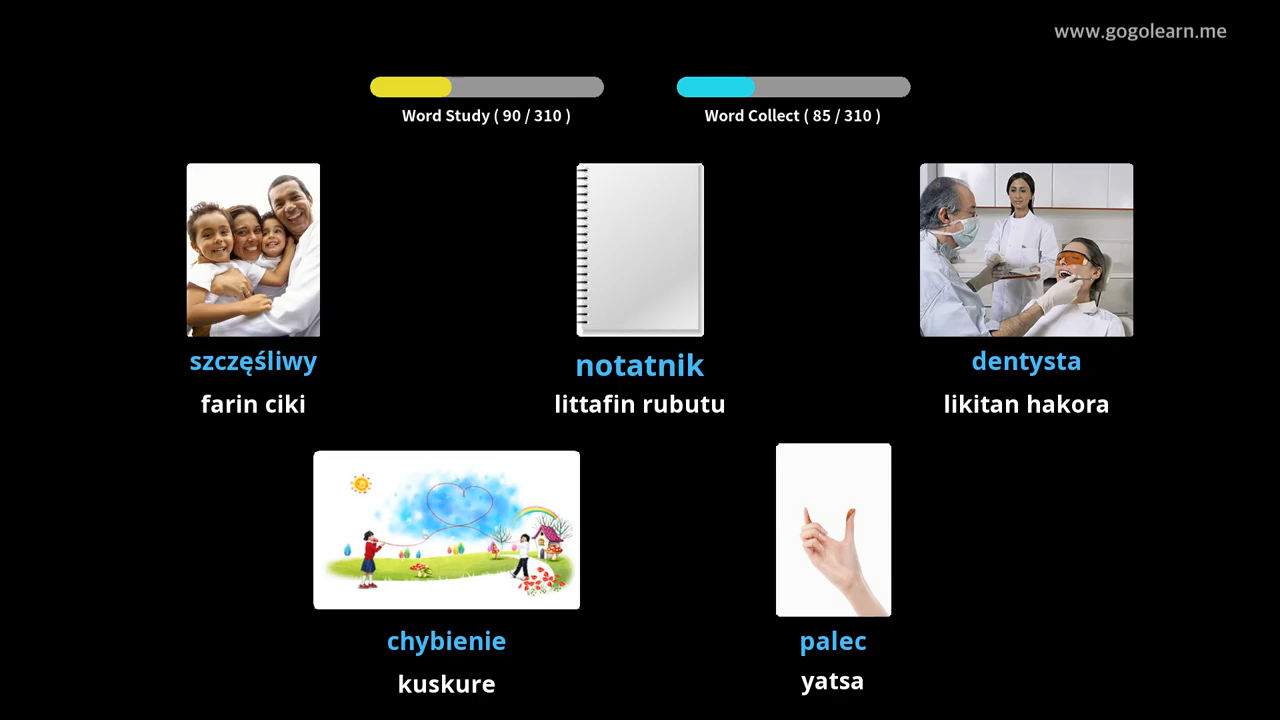 www.gogolearn.me
Word Study ( 90 / 310 )
Word Collect ( 85 / 310 )
szczęśliwy
farin ciki
notatnik
littafin rubutu
dentysta
likitan hakora
chybienie
kuskure
palec
yatsa